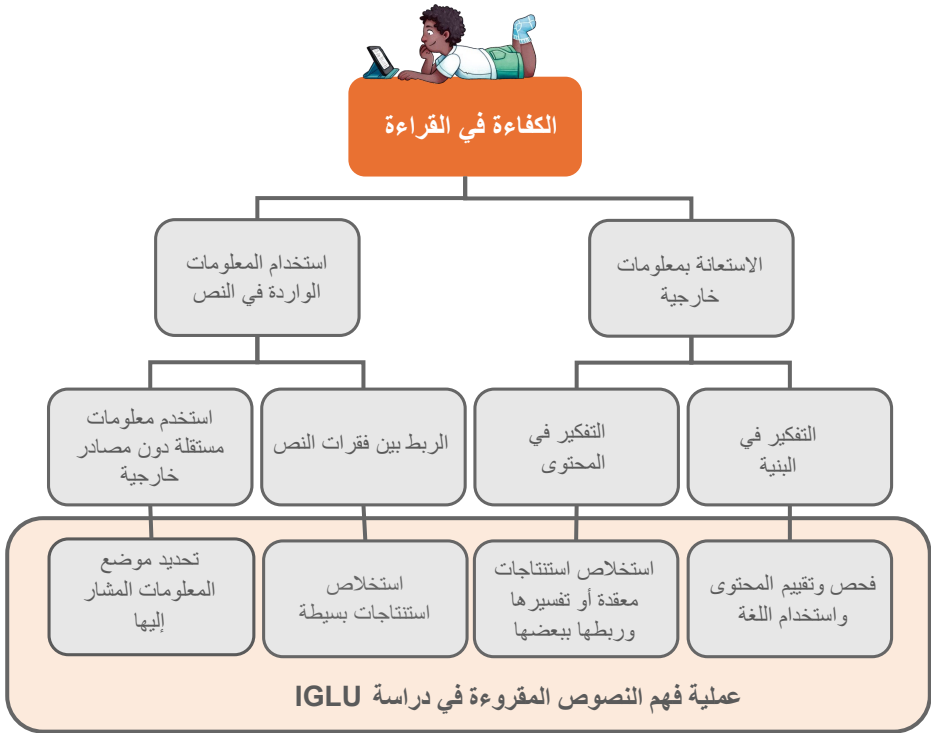 الكفاءة في القراءة
الاستعانة بمعلومات
خارجية
استخدام المعلومات
الواردة في النص
التفكير في
البنية
التفكير في
المحتوى
الربط بين فقرات النص
استخدم معلومات
مستقلة دون مصادر
خارجية
فحص وتقييم المحتوى
واستخدام اللغة
استخلاص استنتاجات
معقدة أو تفسيرها
وربطها ببعضها
استخلاص
استنتاجات بسيطة
تحديد موضع
المعلومات المشار
إليها
عملية فهم النصوص المقروءة في دراسة IGLU